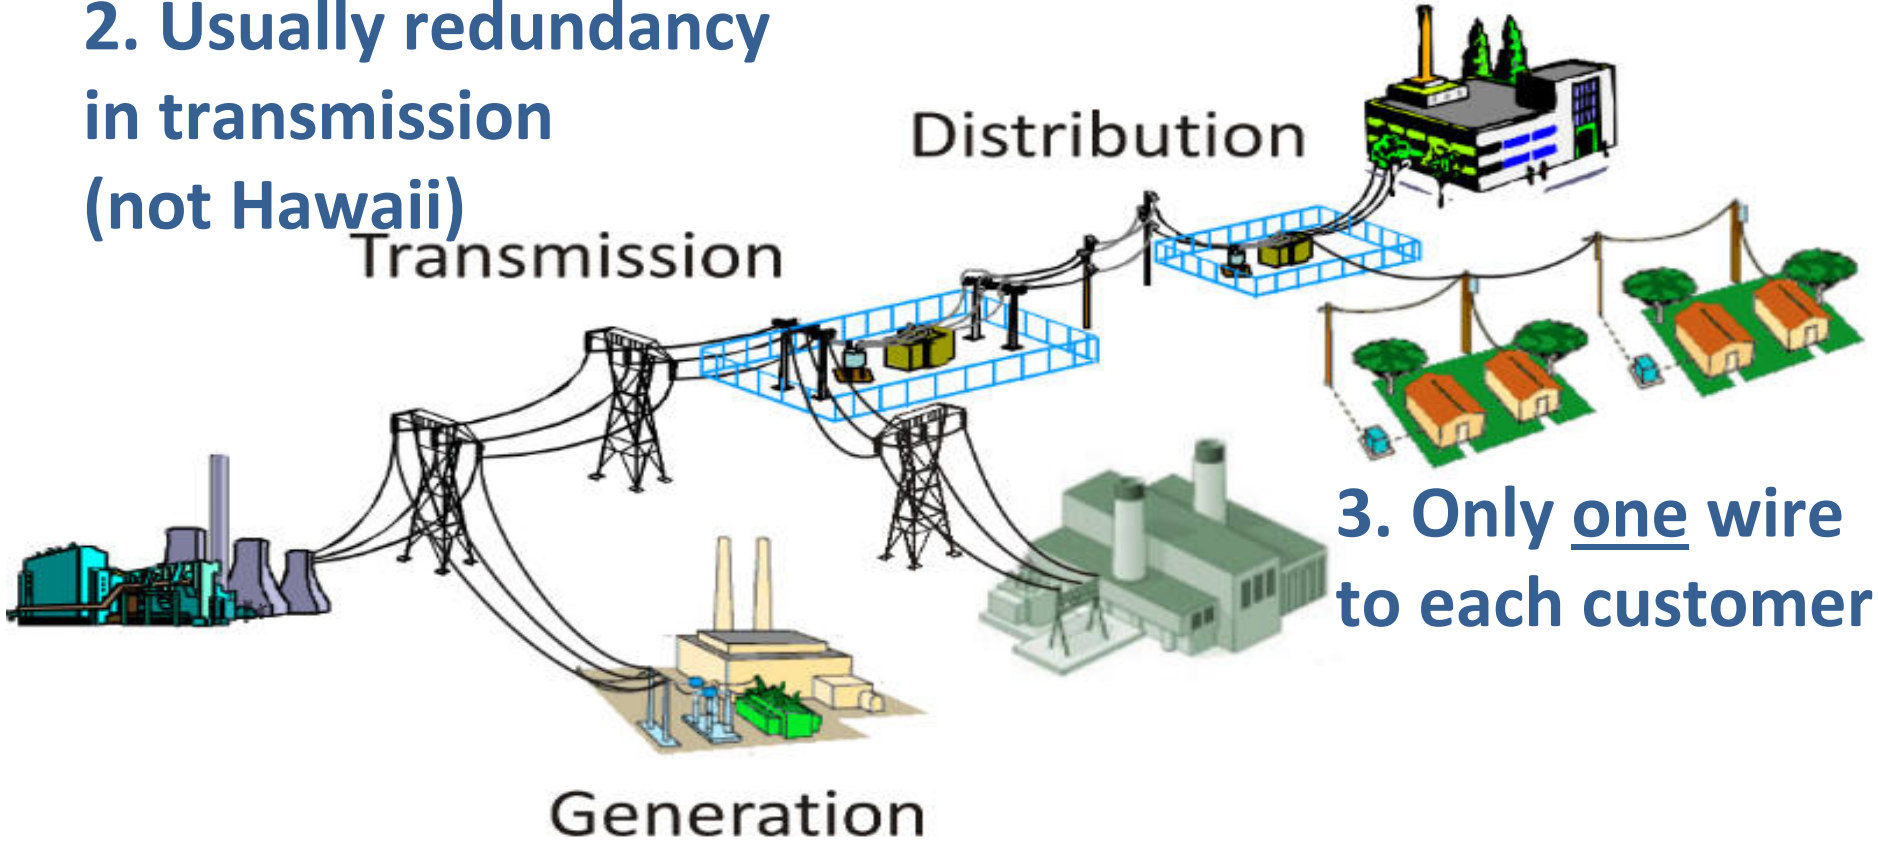 2. Usually redundancy
in transmission
(not Hawaii)
Transmission
Distribution
3. Only one wire
to each customer
Generation